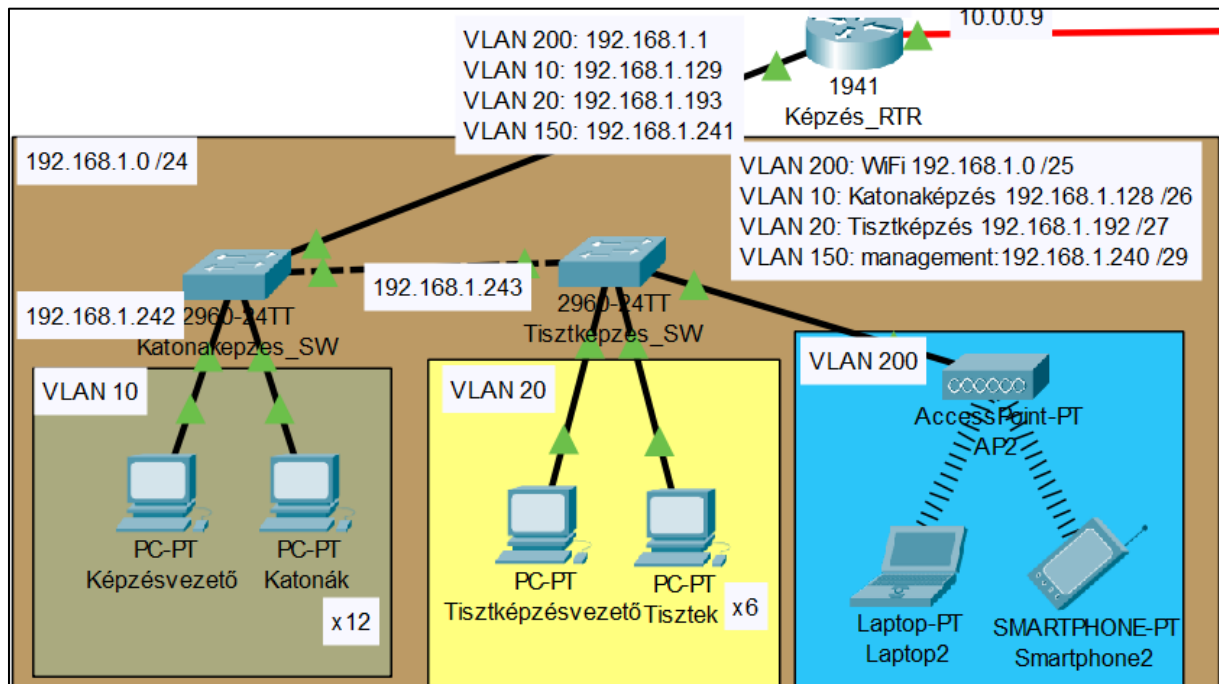 10.0.0.9
VLAN 200: 192.168.1.1
VLAN 10: 192.168.1.129
VLAN 20: 192.168.1.193
VLAN 150: 192.168.1.241
1941
Képzés_RTR
192.168.1.0 /24
VLAN 200: WiFi 192.168.1.0 /25
VLAN 10: Katonaképzés 192.168.1.128 /26
VLAN 20: Tisztképzés 192.168.1.192 /27
VLAN 150: management:192.168.1.240 /29
192.168.1.243
192.168.1.242
2960-24TT
Katonakepzes_SW
2960-24TT
Tisztképzés_SW
VLAN 10
PC-PT
Képzésvezető
PC-PT
Katonák
x12
VLAN 20
PC-PT
Tisztképzésvezető
PC-PT
Tisztek
x6
VLAN 200
AccessPoint-PT
AP2
Laptop-PT
Laptop2
SMARTPHONE-PT
Smartphone2